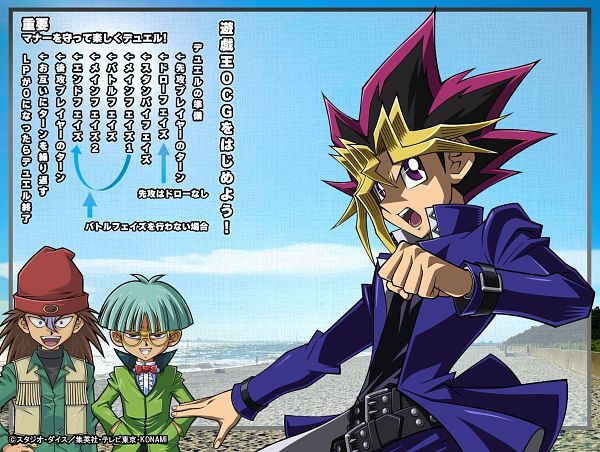 遊戯王OCGをはじめよう!
デュエルの準備
←先攻プレイヤーのターン
←ドローフェイズ
先攻はドローなし
←スタンバイフェイズ
←メインフェイズ1
←バトルフェイズ
←メインフェイズ2
←エンドフェイズ
バトルフェイズを行わない場合
←後攻プレイヤーのターン
←お互いにターンを繰り返す
LPが0になったらデュエル終了
重要
マナーを守って楽しくデュエル!
©スタジオ・ダイス/集英社・テレビ東京・KONAMI